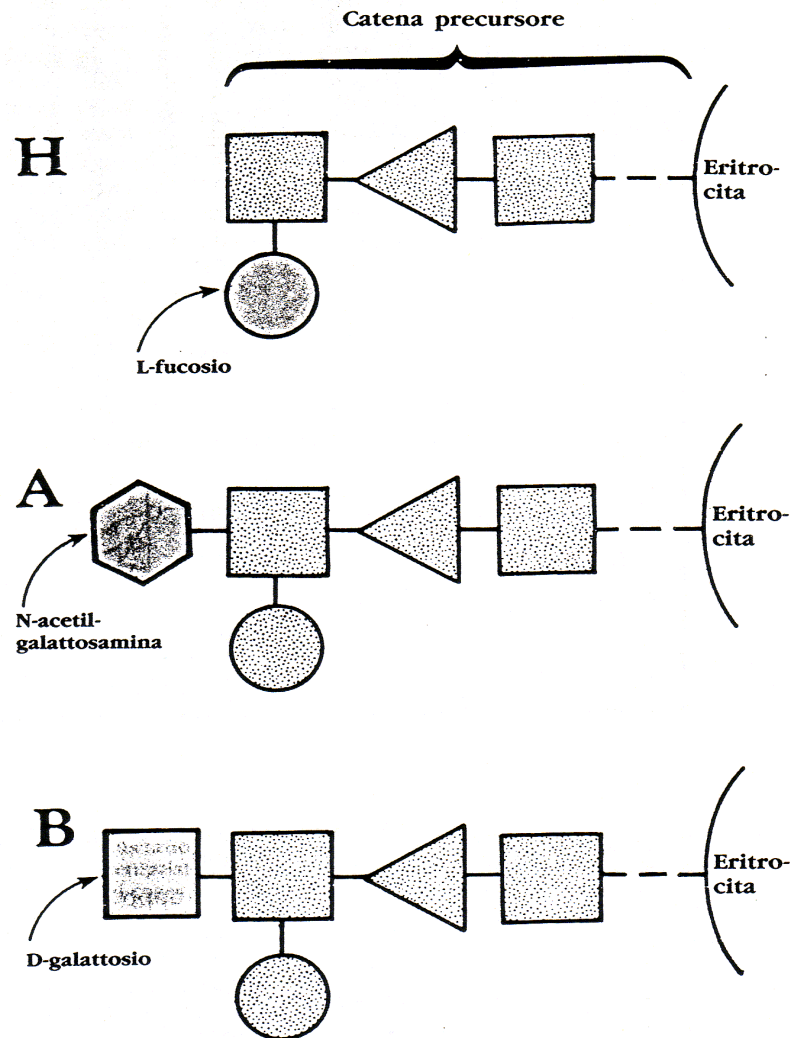 Catena precursore
H
Eritro-
cita
L-fucosio
A
Eritro-
cita
N-acetil-
galattosamina
B
Eritro-
cita
D-galattosio